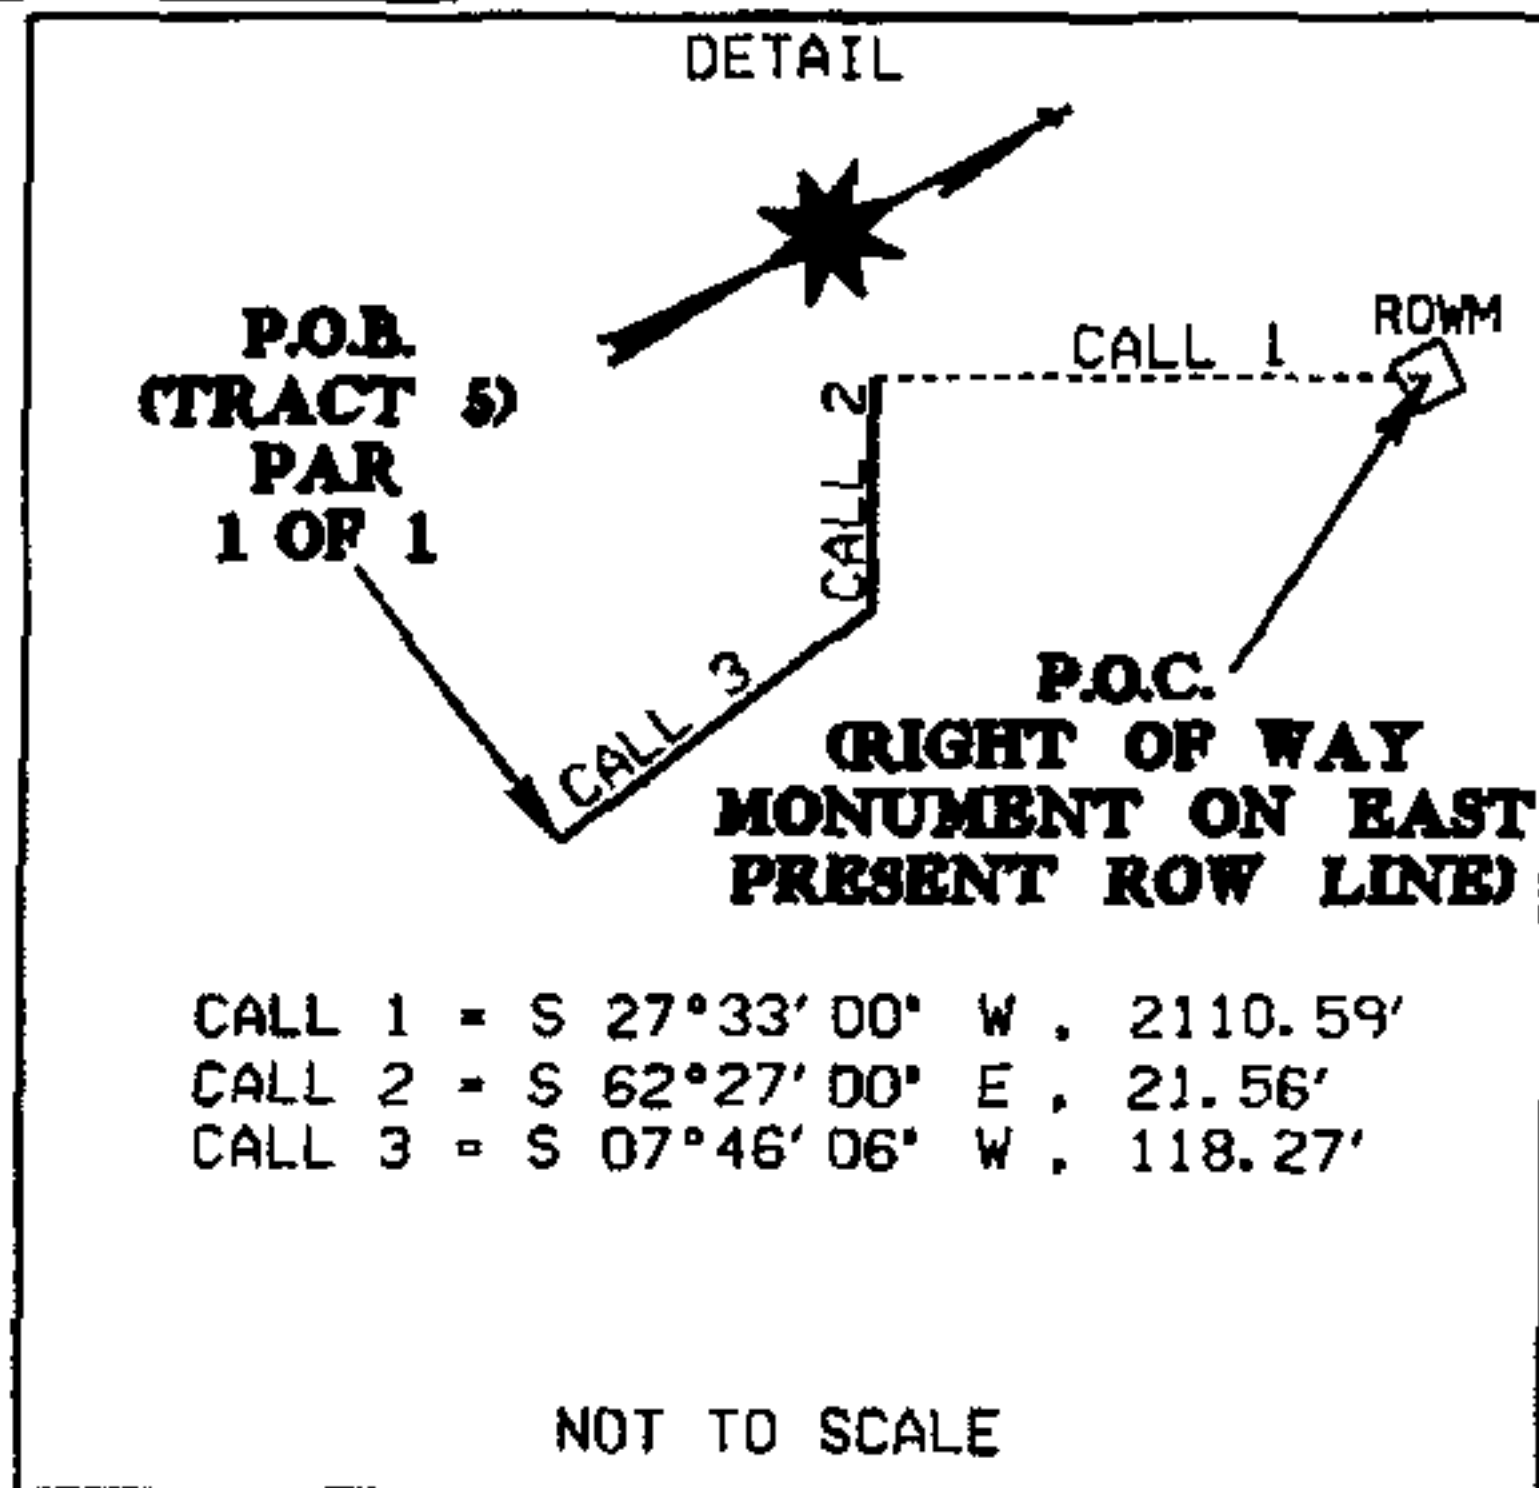 DETAIL
P.O.B.
(TRACT 5)
PAR
1 OF 1
CALL 1
ROWM
CALL 2
CALL 3
P.O.C.
(RIGHT OF WAY
MONUMENT ON EAST
PRESENT ROW LINE)
CALL 1 = S 27°33'00" W, 2110.59'
CALL 2 = S 62°27'00" E, 21.56'
CALL 3 = S 07°46'06" W, 118.27'
NOT TO SCALE